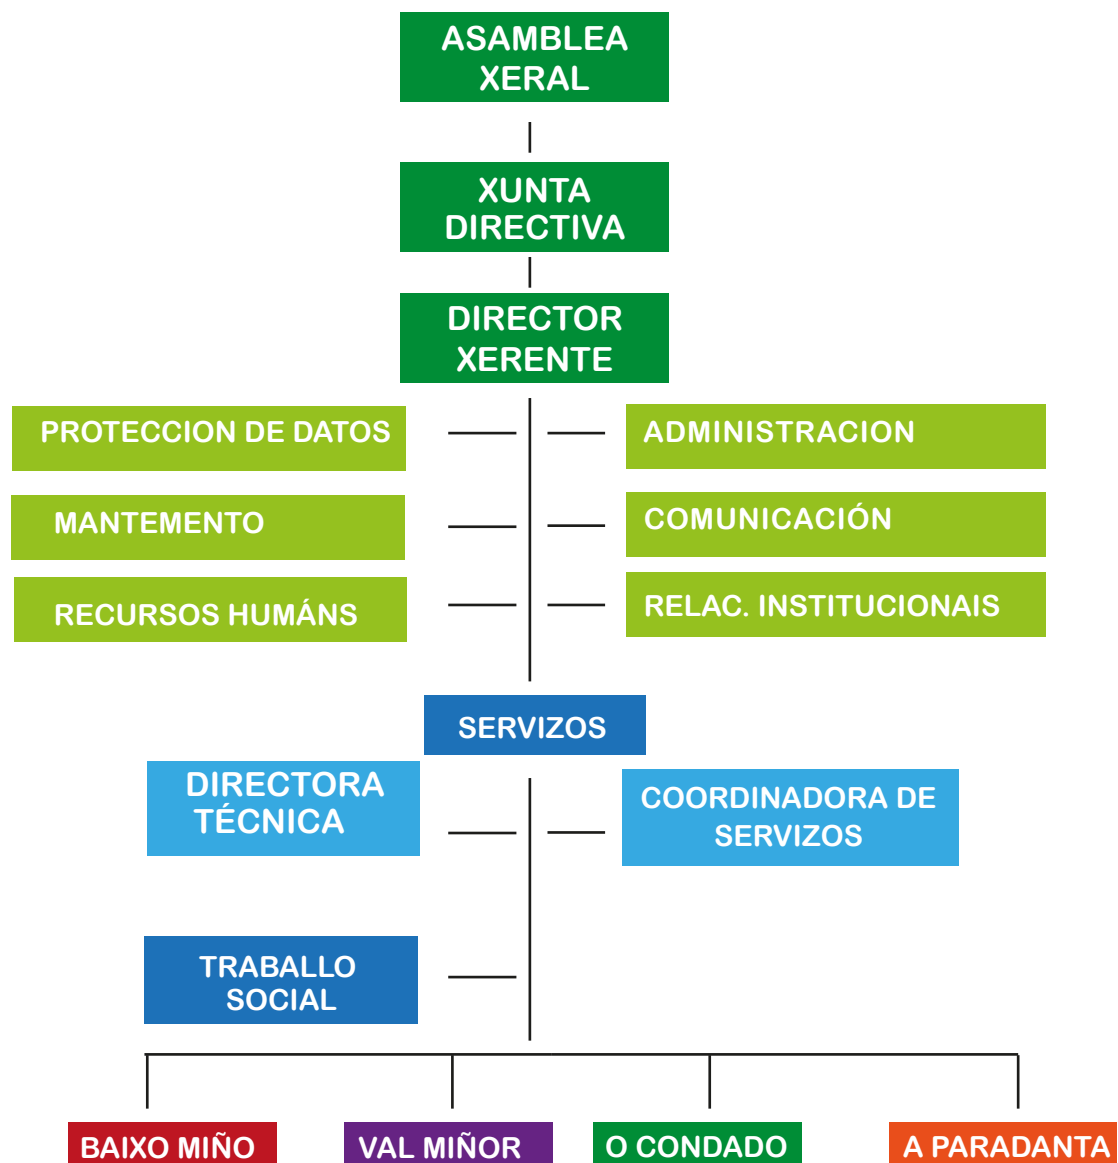 ASAMBLEA
XERAL
XUNTA
DIRECTIVA
DIRECTOR
XERENTE
PROTECCION DE DATOS
ADMINISTRACION
MANTEMENTO
COMUNICACIÓN
RECURSOS HUMÁNS
RELAC. INSTITUCIONAIS
SERVIZOS
DIRECTORA
TÉCNICA
COORDINADORA DE
SERVIZOS
TRABALLO
SOCIAL
BAIXO MIÑO
VAL MIÑOR
O CONDADO
A PARADANTA